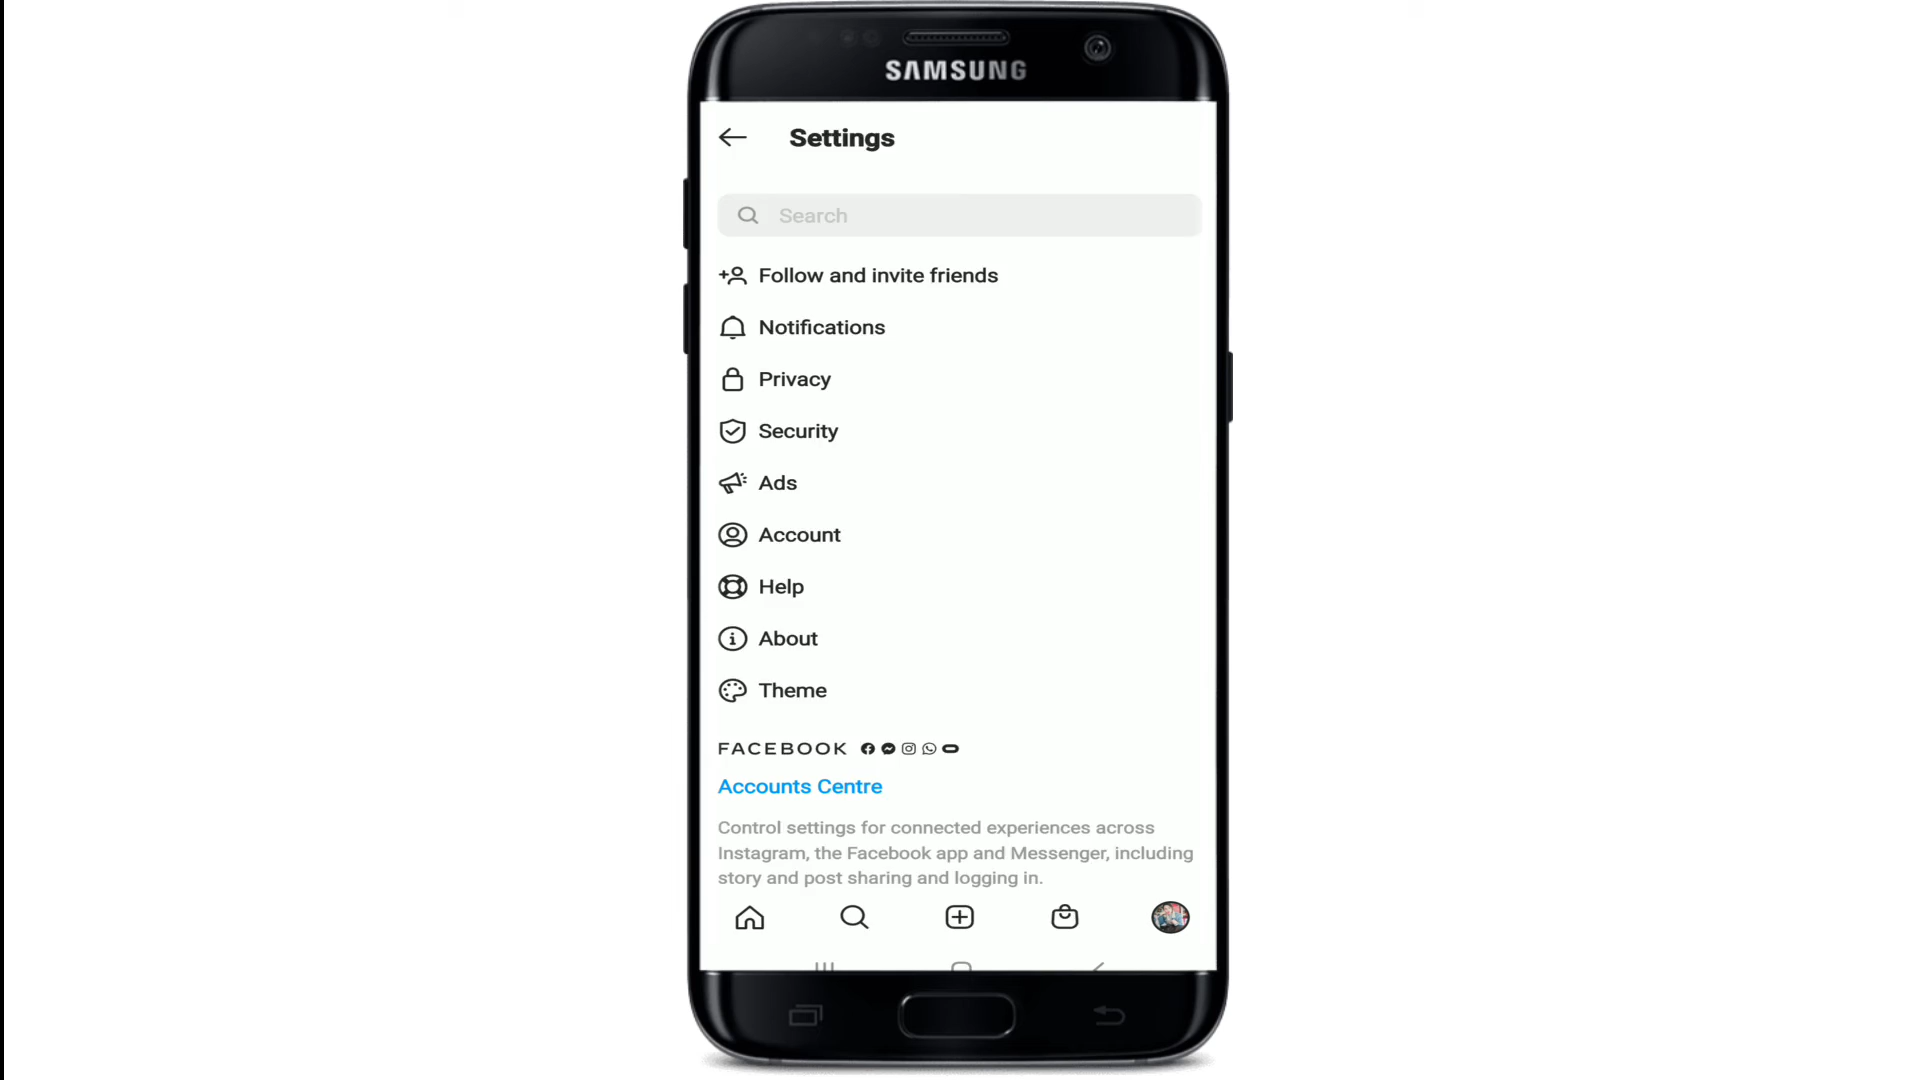 SAMSUNG
Settings
Search
Follow and invite friends
Notifications
Privacy
Security
Ads
Account
Help
About
Theme
FACEBOOK
Accounts Centre
Control settings for connected experiences across
Instagram, the Facebook app and Messenger, including
story and post sharing and logging in.